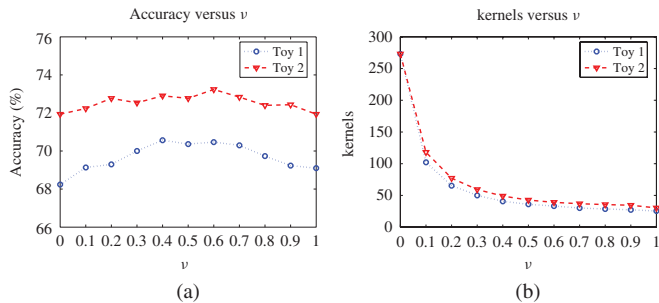 Accuracy versus ν
76
74
72
70
68
66
Accuracy (%)
0 0.1 0.2 0.3 0.4 0.5 0.6 0.7 0.8 0.9 1
ν
Toy 1
Toy 2
(a)
kernels versus ν
300
250
200
150
100
50
0
kernels
0 0.1 0.2 0.3 0.4 0.5 0.6 0.7 0.8 0.9 1
ν
Toy 1
Toy 2
(b)